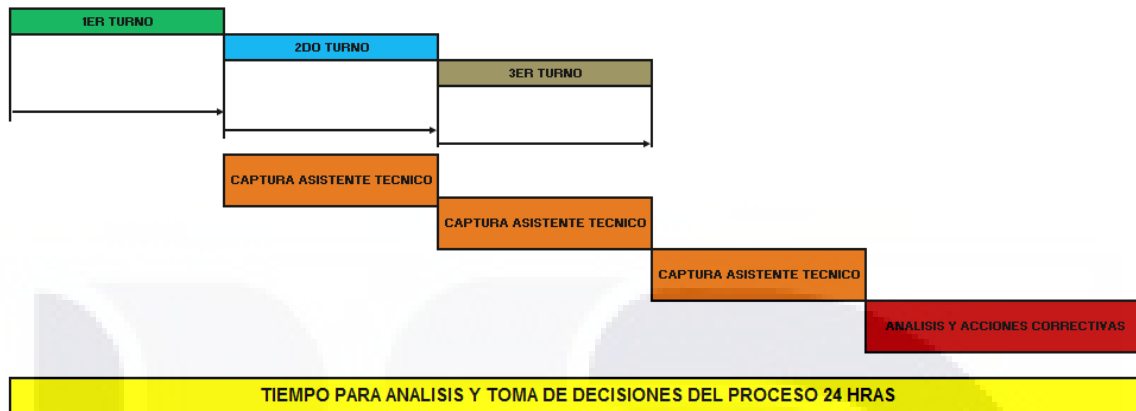 1ER TURNO
2DO TURNO
3ER TURNO
CAPTURA ASISTENTE TECNICO
CAPTURA ASISTENTE TECNICO
CAPTURA ASISTENTE TECNICO
ANALISIS Y ACCIONES CORRECTIVAS
TIEMPO PARA ANALISIS Y TOMA DE DECISIONES DEL PROCESO 24 HRAS